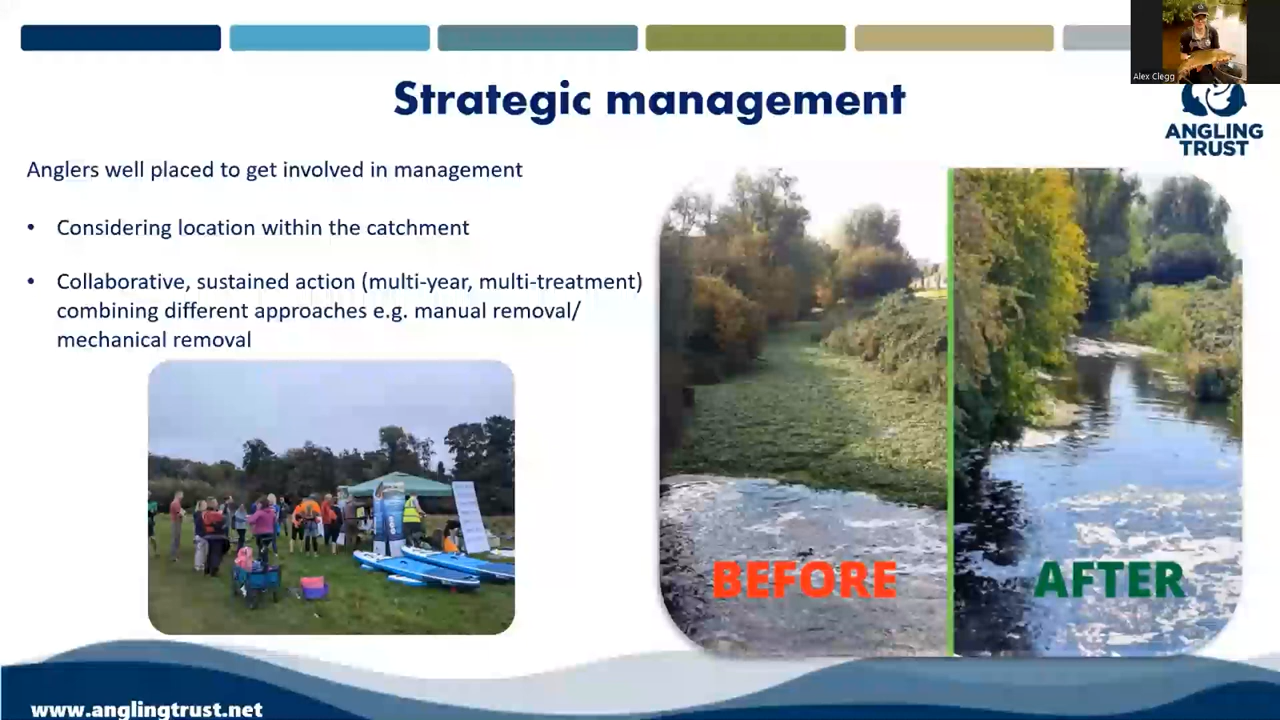 Alex Clegg
Strategic management
ANGLING
TRUST
Anglers well placed to get involved in management
• Considering location within the catchment
• Collaborative, sustained action (multi-year, multi-treatment)
combining different approaches e.g. manual removal/
mechanical removal
BEFORE
AFTER
www.anglingtrust.net